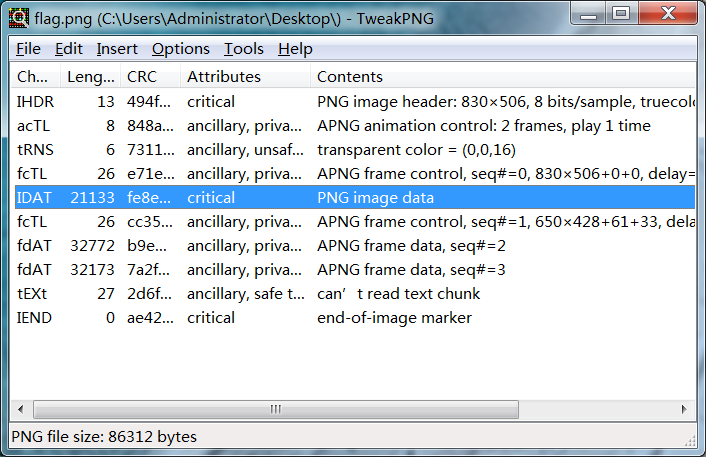 flag.png (C:\Users\Administrator\Desktop\) - TweakPNG
File Edit Insert Options Tools Help
Ch... Leng... CRC Attributes Contents
IHDR 13 494f... critical PNG image header: 830×506, 8 bits/sample, truecolo
acTL 8 848a... ancillary, priva... APNG animation control: 2 frames, play 1 time
tRNS 6 7311... ancillary, unsaf... transparent color = (0,0,16)
fcTL 26 e71e... ancillary, priva... APNG frame control, seq#=0, 830×506+0+0, delay=
IDAT 21133 fe8e... critical PNG image data
fcTL 26 cc35... ancillary, priva... APNG frame control, seq#=1, 650×428+61+33, dela
fdAT 32772 b9e... ancillary, priva... APNG frame data, seq#=2
fdAT 32173 7a2f... ancillary, priva... APNG frame data, seq#=3
tEXt 27 2d6f... ancillary, safe t... can't read text chunk
IEND 0 ae42... critical end-of-image marker
PNG file size: 86312 bytes